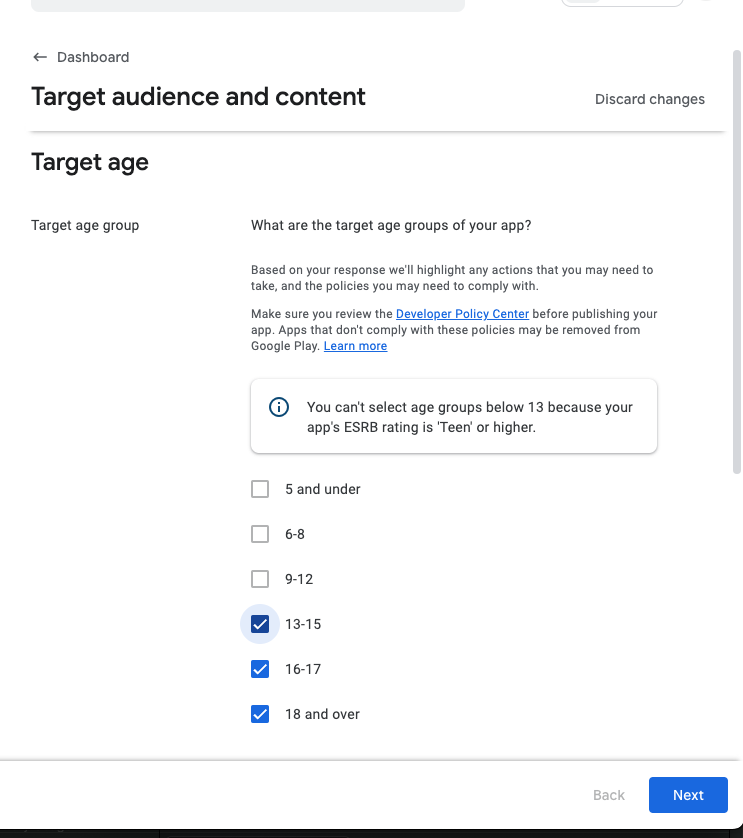 ← Dashboard
Target audience and content
Discard changes
Target age
Target age group
What are the target age groups of your app?
Based on your response we'll highlight any actions that you may need to
take, and the policies you may need to comply with.
Make sure you review the Developer Policy Center before publishing your
app. Apps that don't comply with these policies may be removed from
Google Play. Learn more
You can't select age groups below 13 because your
app's ESRB rating is 'Teen' or higher.
5 and under
6-8
9-12
13-15
16-17
18 and over
Back
Next